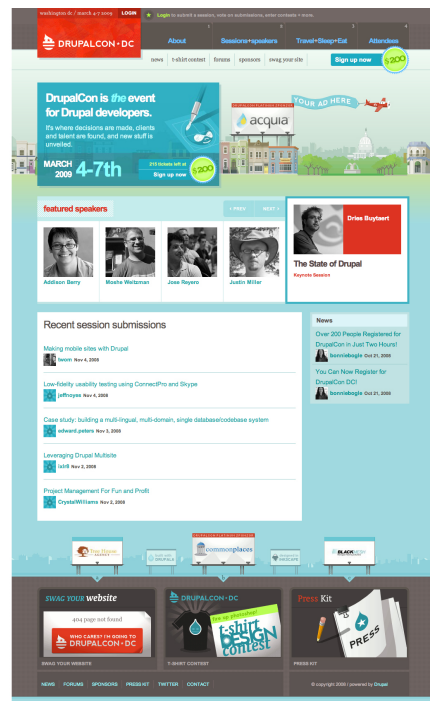 washington dc / march 4-7 2009 LOGIN
Login to submit a session, vote on submissions, enter contests + more.
DRUPALCON·DC
About
Sessions+speakers
Travel+Sleep+Eat
Attendees
news t-shirt contest forums sponsors swag your site
Sign up now $200
DrupalCon is the event
for Drupal developers.
It's where decisions are made, clients
and talent are found, and new stuff is
unveiled.
MARCH
2009 4-7th
Sign up now $200
acquia
YOUR AD HERE
featured speakers
< PREV NEXT >
Addison Berry
Moshe Weitzman
Jose Reyero
Justin Miller
Dries Buytaert
The State of Drupal
Keynote Session
Recent session submissions
Making mobile sites with Drupal
Nov 4, 2008
Low-fidelity usability testing using ConnectPro and Skype
jeffnoyes Nov 4, 2008
Case study: building a multi-lingual, multi-domain, single database/codebase system
edward.peters Nov 3, 2008
Leveraging Drupal Multisite
Nov 2, 2008
Project Management For Fun and Profit
CrystalWilliams Nov 2, 2008
News
Over 200 People Registered for
DrupalCon in Just Two Hours!
bonniebogle Oct 21, 2008
You Can Now Register for
DrupalCon DC!
bonniebogle Oct 21, 2008
commonplaces
SWAG YOUR website
404 page not found
WHO CARES? I'M GOING TO
DRUPALCON·DC
SWAG YOUR WEBSITE
DRUPALCON·DC
fire up photoshop!
t-shirt
DESIGN
contest
T-SHIRT CONTEST
Press Kit
PRESS
PRESS KIT
NEWS FORUMS SPONSORS PRESS KIT TWITTER CONTACT
© copyright 2008 / powered by Drupal